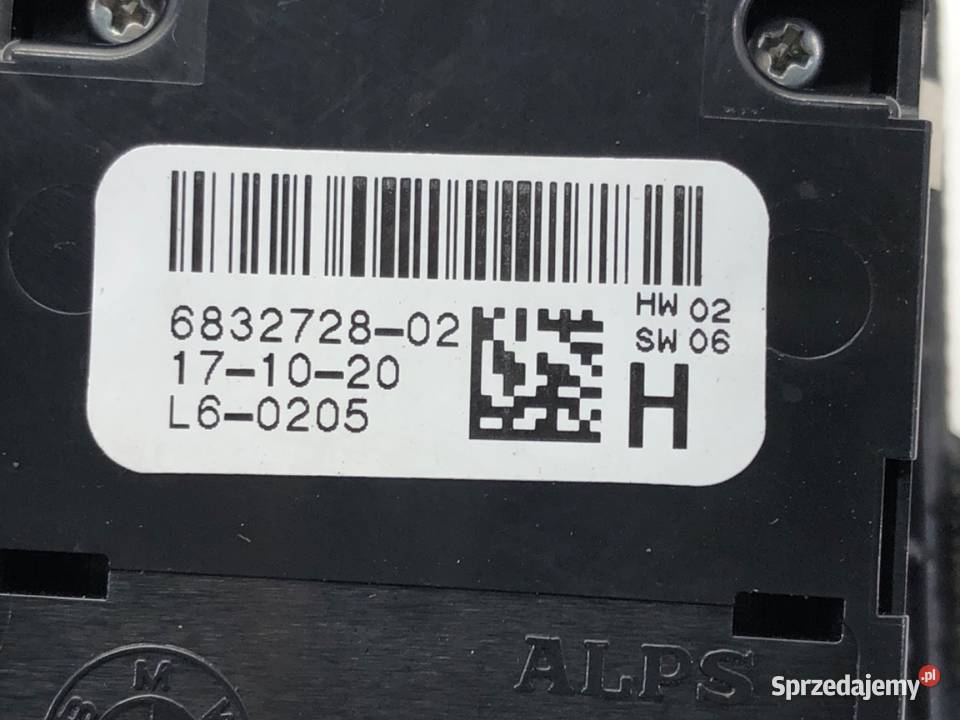 6832728-02
17-10-20
L6-0205
HW 02
SW 06
H
ALPS
B M W
Sprzedajemy.pl